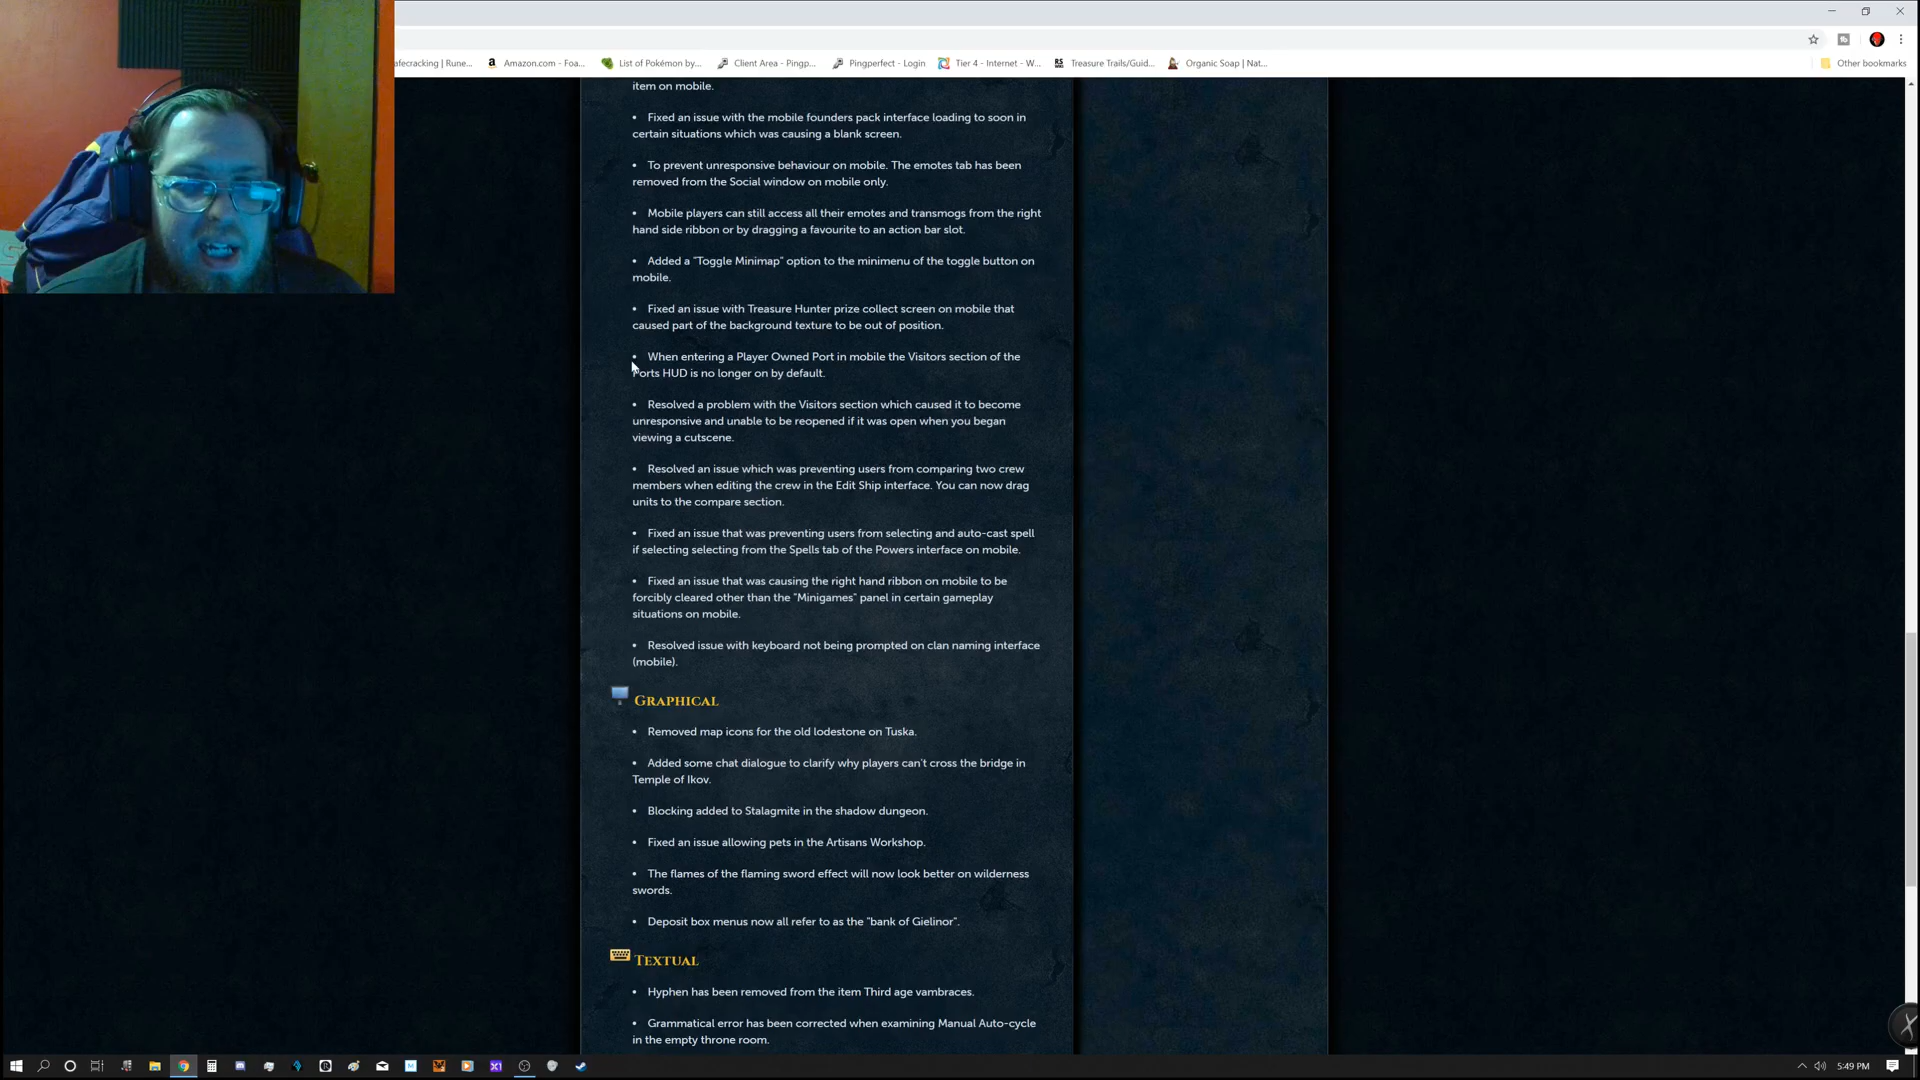 afecracking | Rune...
Amazon.com - Foa...
List of Pokémon by...
Client Area - Pingp...
Pingperfect - Login
Tier 4 - Internet - W...
Treasure Trails/Guid...
Organic Soap | Nat...
Other bookmarks
item on mobile.
• Fixed an issue with the mobile founders pack interface loading to soon in
certain situations which was causing a blank screen.
• To prevent unresponsive behaviour on mobile. The emotes tab has been
removed from the Social window on mobile only.
• Mobile players can still access all their emotes and transmogs from the right
hand side ribbon or by dragging a favourite to an action bar slot.
• Added a "Toggle Minimap" option to the minimenu of the toggle button on
mobile.
• Fixed an issue with Treasure Hunter prize collect screen on mobile that
caused part of the background texture to be out of position.
• When entering a Player Owned Port in mobile the Visitors section of the
Ports HUD is no longer on by default.
• Resolved a problem with the Visitors section which caused it to become
unresponsive and unable to be reopened if it was open when you began
viewing a cutscene.
• Resolved an issue which was preventing users from comparing two crew
members when editing the crew in the Edit Ship interface. You can now drag
units to the compare section.
• Fixed an issue that was preventing users from selecting and auto-cast spell
if selecting selecting from the Spells tab of the Powers interface on mobile.
• Fixed an issue that was causing the right hand ribbon on mobile to be
forcibly cleared other than the "Minigames" panel in certain gameplay
situations on mobile.
• Resolved issue with keyboard not being prompted on clan naming interface
(mobile).
Graphical
• Removed map icons for the old lodestone on Tuska.
• Added some chat dialogue to clarify why players can't cross the bridge in
Temple of Ikov.
• Blocking added to Stalagmite in the shadow dungeon.
• Fixed an issue allowing pets in the Artisans Workshop.
• The flames of the flaming sword effect will now look better on wilderness
swords.
• Deposit box menus now all refer to as the "bank of Gielinor".
Textual
• Hyphen has been removed from the item Third age vambraces.
• Grammatical error has been corrected when examining Manual Auto-cycle
in the empty throne room.
5:49 PM